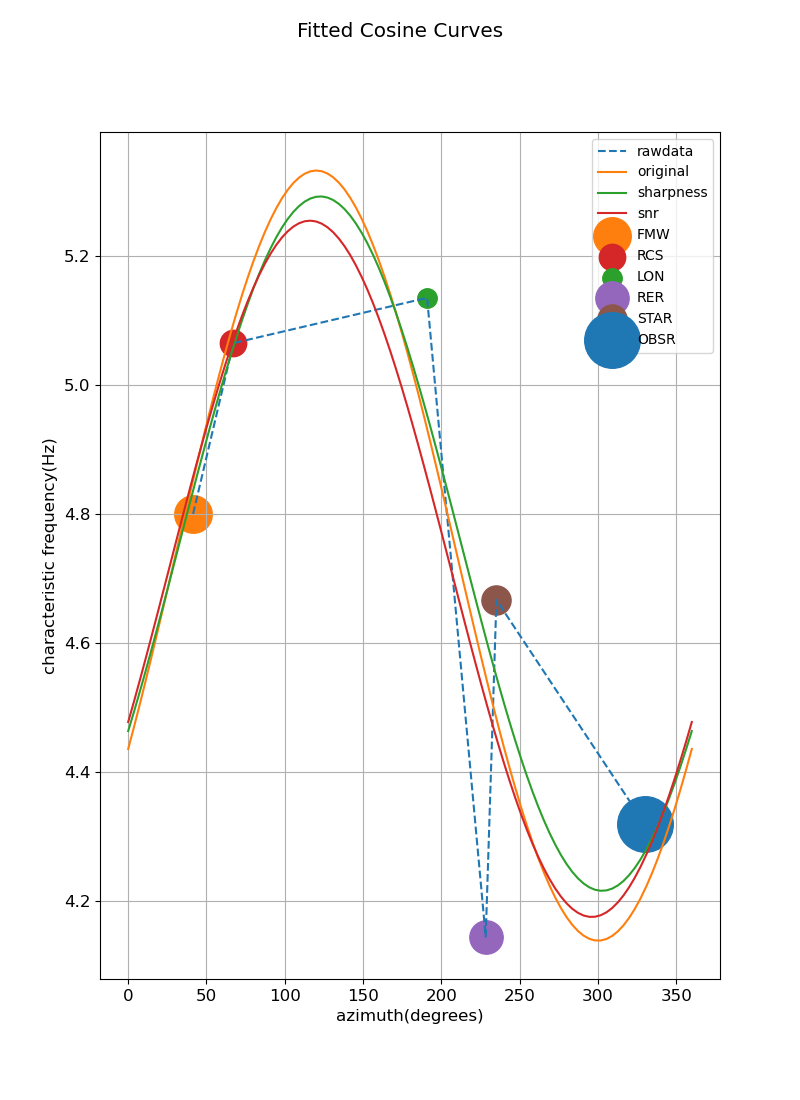 Fitted Cosine Curves
rawdata
original
sharpness
snr
FMW
RCS
LON
RER
STAR
OBSR
5.2
5.0
4.8
4.6
4.4
4.2
characteristic frequency(Hz)
0 50 100 150 200 250 300 350
azimuth(degrees)